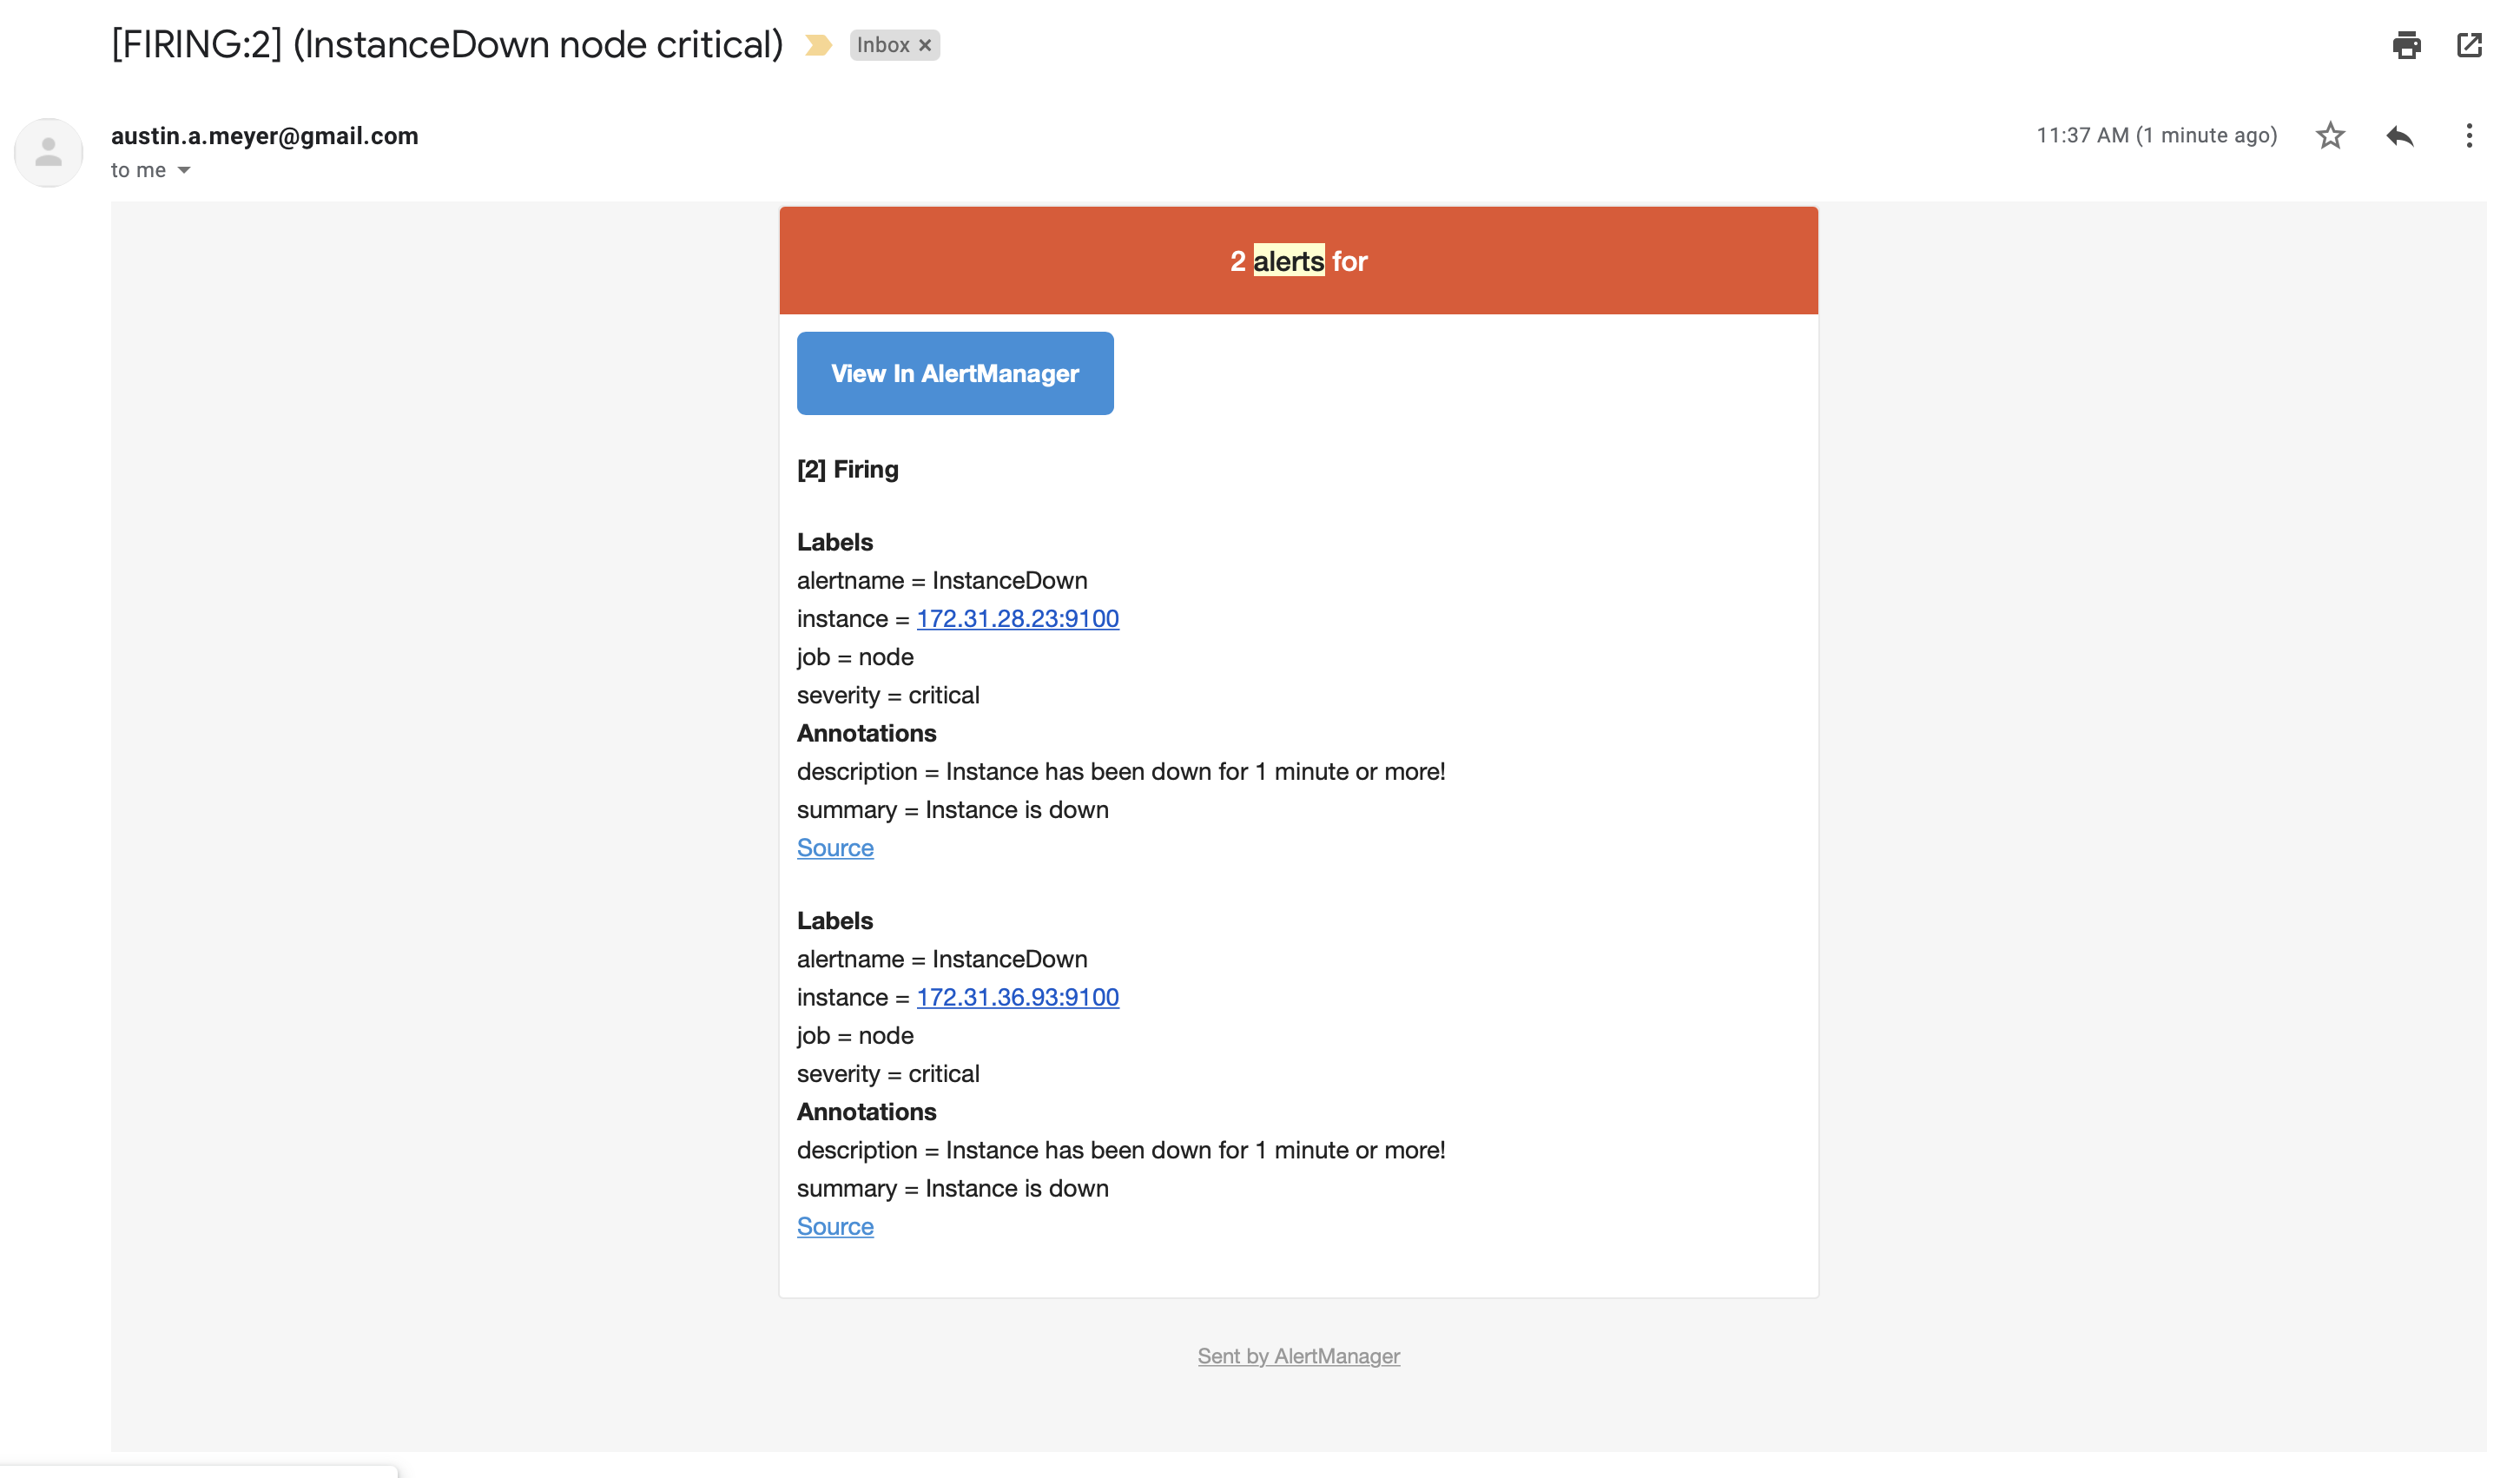 [FIRING:2] (InstanceDown node critical) Inbox ×
austin.a.meyer@gmail.com 11:37 AM (1 minute ago)
to me
2 alerts for
View In AlertManager
[2] Firing
Labels
alertname = InstanceDown
instance = 172.31.28.23:9100
job = node
severity = critical
Annotations
description = Instance has been down for 1 minute or more!
summary = Instance is down
Source
Labels
alertname = InstanceDown
instance = 172.31.36.93:9100
job = node
severity = critical
Annotations
description = Instance has been down for 1 minute or more!
summary = Instance is down
Source
Sent by AlertManager